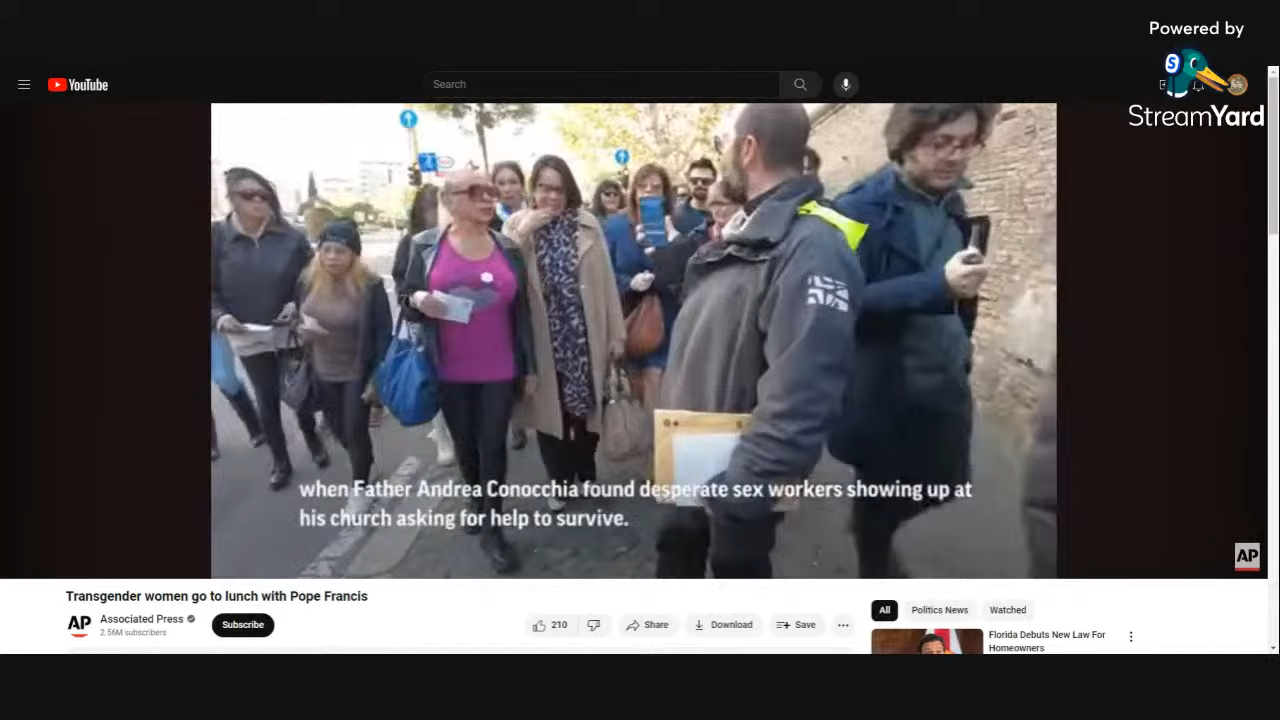 Powered by
StreamYard
YouTube
Search
when Father Andrea Conocchia found desperate sex workers showing up at
his church asking for help to survive.
AP
Transgender women go to lunch with Pope Francis
AP
Associated Press
2.56M subscribers
Subscribe
210
Share
Download
Save
All
Politics News
Watched
Florida Debuts New Law For
Homeowners